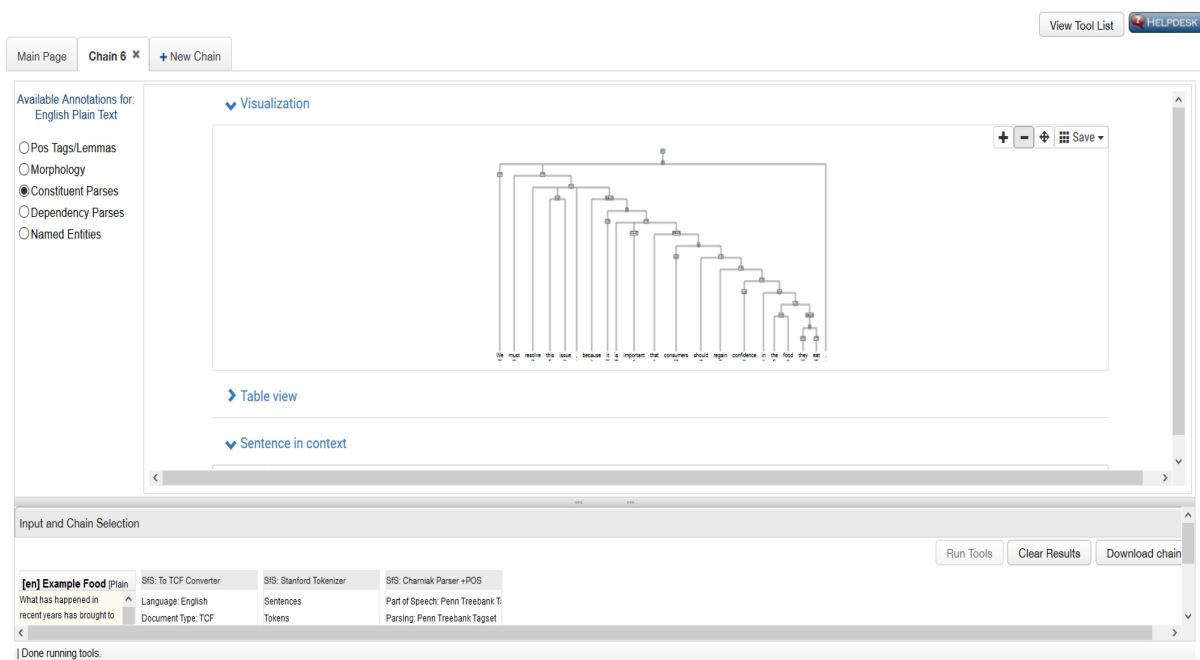 View Tool List
HELPDESK
Main Page
Chain 6 ✖
+ New Chain
Available Annotations for:
English Plain Text
Pos Tags/Lemmas
Morphology
Constituent Parses
Dependency Parses
Named Entities
Visualization
Save
We must resolve this issue , because it is important that consumers should regain confidence in the food they eat .
Table view
Sentence in context
Input and Chain Selection
Run Tools
Clear Results
Download chain
[en] Example Food (Plain
What has happened in
recent years has brought to
SfS: To TCF Converter
Language: English
Document Type: TCF
SfS: Stanford Tokenizer
Sentences
Tokens
SfS: Charniak Parser +POS
Part of Speech: Penn Treebank
Parsing: Penn Treebank Tagset
Done running tools.